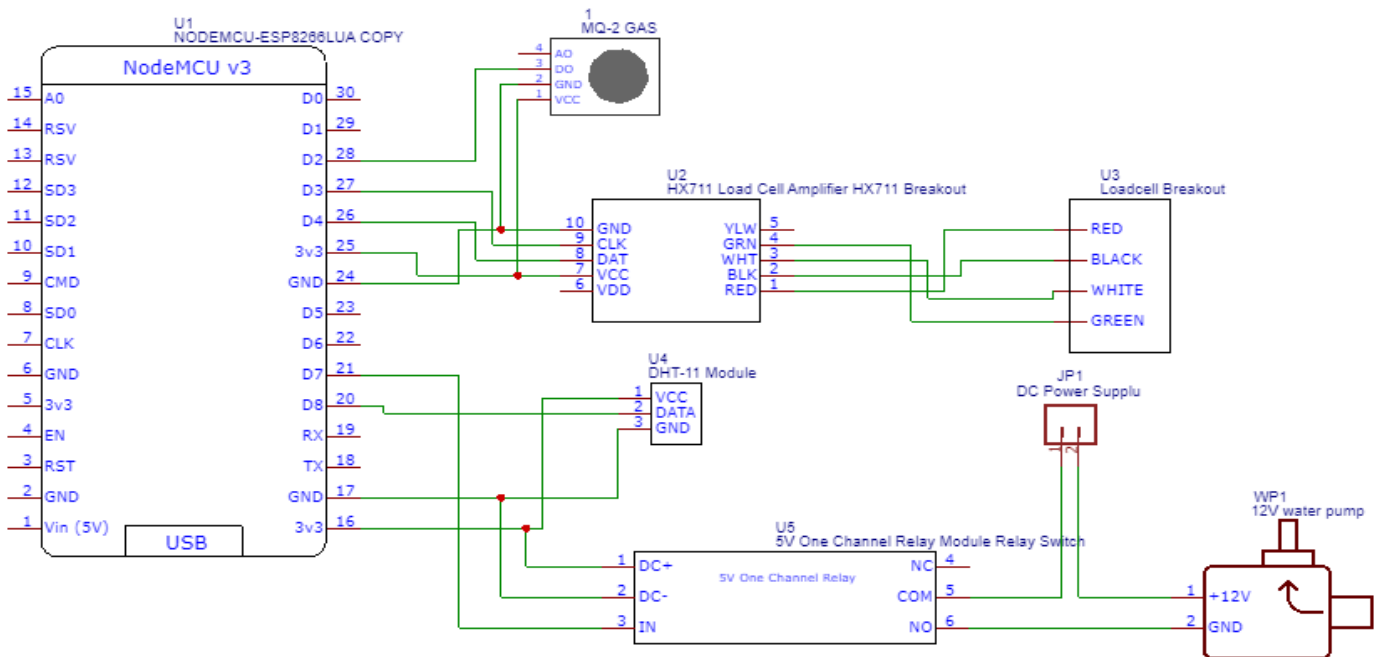 U1
NODEMCU-ESP8266LUA COPY
NodeMCU v3
15 A0
14 RSV
13 RSV
12 SD3
11 SD2
10 SD1
9 CMD
8 SD0
7 CLK
6 GND
5 3v3
4 EN
3 RST
2 GND
1 Vin (5V)
D0 30
D1 29
D2 28
D3 27
D4 26
3v3 25
GND 24
D5 23
D6 22
D7 21
D8 20
RX 19
TX 18
GND 17
3v3 16
USB
1
MQ-2 GAS
4 AO
3 DO
2 GND
1 VCC
U2
HX711 Load Cell Amplifier HX711 Breakout
10 GND
9 CLK
8 DAT
7 VCC
6 VDD
YLW 5
GRN 4
WHT 3
BLK 2
RED 1
U3
Loadcell Breakout
RED
BLACK
WHITE
GREEN
U4
DHT-11 Module
1 VCC
2 DATA
3 GND
JP1
DC Power Supplu
1
2
U5
5V One Channel Relay Module Relay Switch
5V One Channel Relay
1 DC+
2 DC-
3 IN
NC 4
COM 5
NO 6
WP1
12V water pump
1 +12V
2 GND